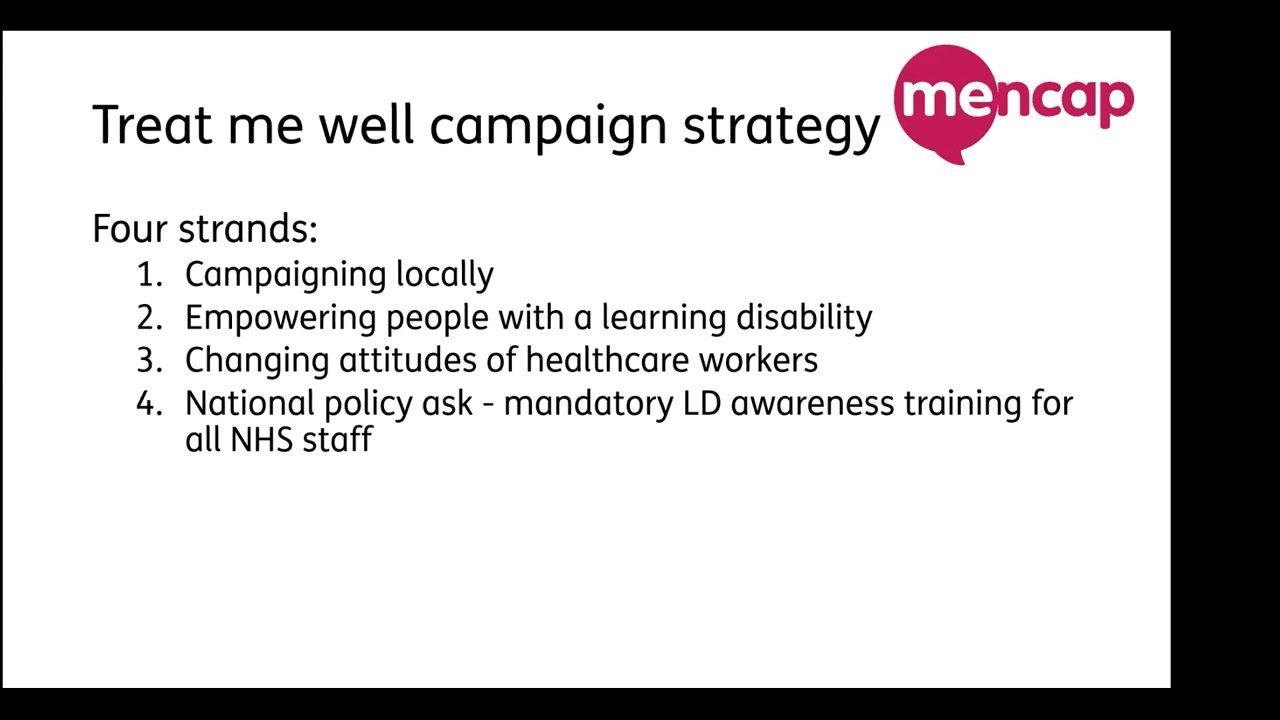 Treat me well campaign strategy
mencap
Four strands:
1. Campaigning locally
2. Empowering people with a learning disability
3. Changing attitudes of healthcare workers
4. National policy ask - mandatory LD awareness training for
all NHS staff